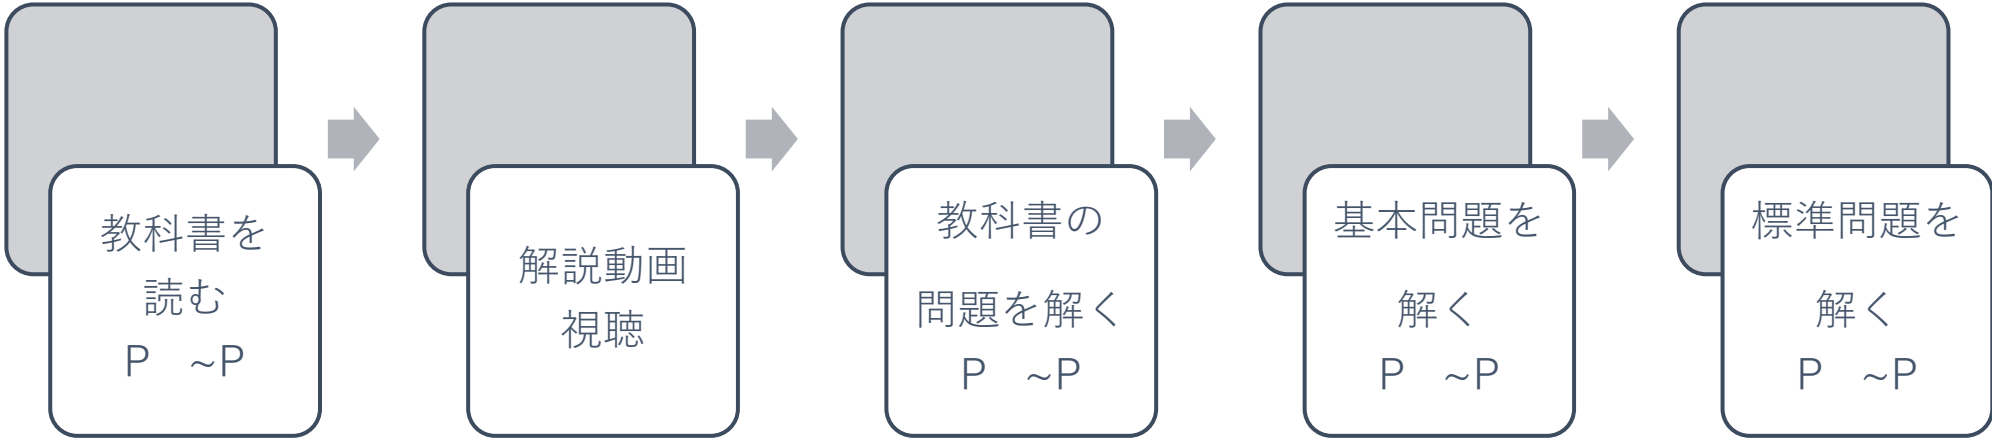 教科書を
読む
P　~P
解説動画
視聴
教科書の
問題を解く
P　~P
基本問題を
解く
P　~P
標準問題を
解く
P　~P